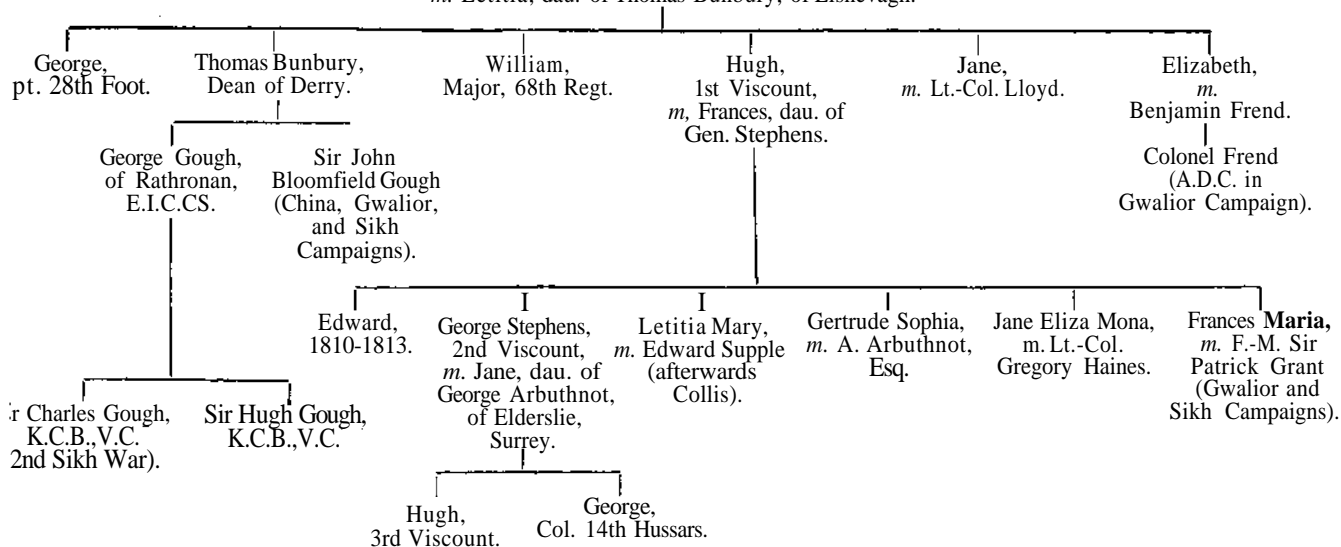 George,
pt. 28th Foot.
Thomas Bunbury,
Dean of Derry.
William,
Major, 68th Regt.
Hugh,
1st Viscount,
m, Frances, dau. of
Gen. Stephens.
Jane,
m. Lt.-Col. Lloyd.
Elizabeth,
m.
Benjamin Frend.
George Gough,
of Rathronan,
E.I.C.CS.
Sir John
Bloomfield Gough
(China, Gwalior,
and Sikh
Campaigns).
Colonel Frend
(A.D.C. in
Gwalior Campaign).
Edward,
1810-1813.
George Stephens,
2nd Viscount,
m. Jane, dau. of
George Arbuthnot,
of Elderslie,
Surrey.
Letitia Mary,
m. Edward Supple
(afterwards
Collis).
Gertrude Sophia,
m. A. Arbuthnot,
Esq.
Jane Eliza Mona,
m. Lt.-Col.
Gregory Haines.
Frances Maria,
m. F.-M. Sir
Patrick Grant
(Gwalior and
Sikh Campaigns).
r Charles Gough,
K.C.B.,V.C.
2nd Sikh War).
Sir Hugh Gough,
K.C.B.,V.C.
Hugh,
3rd Viscount.
George,
Col. 14th Hussars.